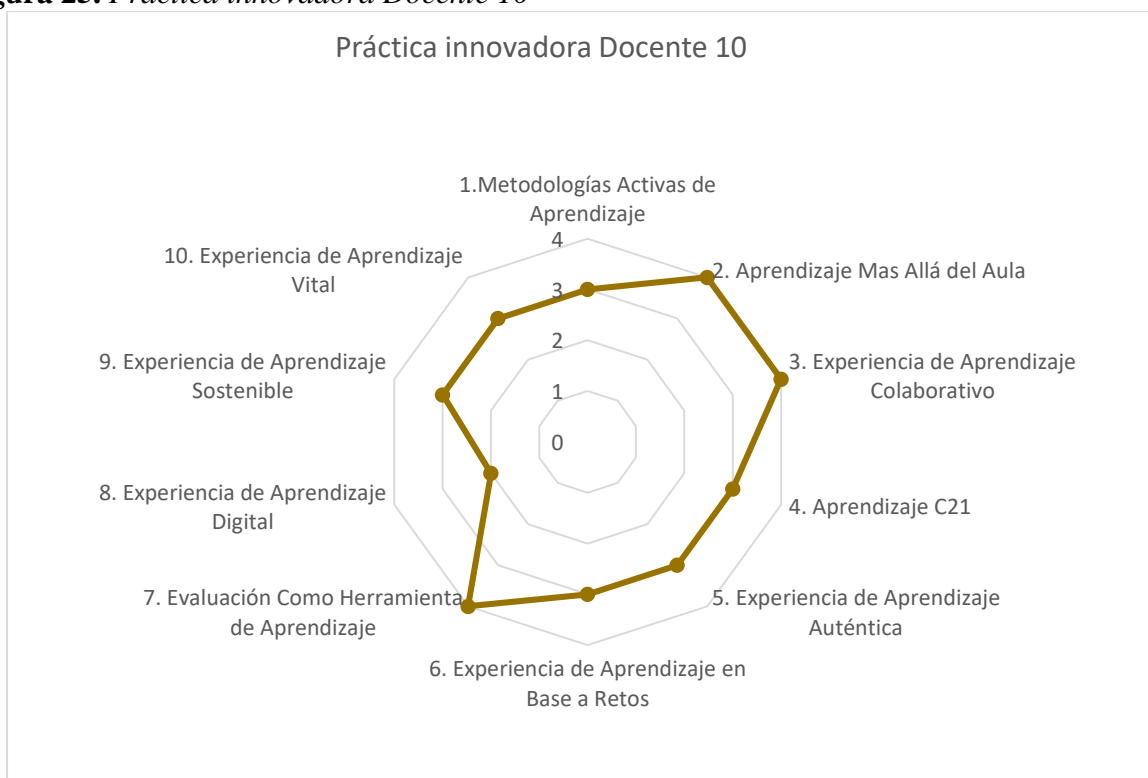 Práctica innovadora Docente 10
1.Metodologías Activas de
Aprendizaje
2. Aprendizaje Mas Allá del Aula
3. Experiencia de Aprendizaje
Colaborativo
4. Aprendizaje C21
5. Experiencia de Aprendizaje
Auténtica
6. Experiencia de Aprendizaje en
Base a Retos
7. Evaluación Como Herramienta
de Aprendizaje
8. Experiencia de Aprendizaje
Digital
9. Experiencia de Aprendizaje
Sostenible
10. Experiencia de Aprendizaje
Vital
4
3
2
1
0